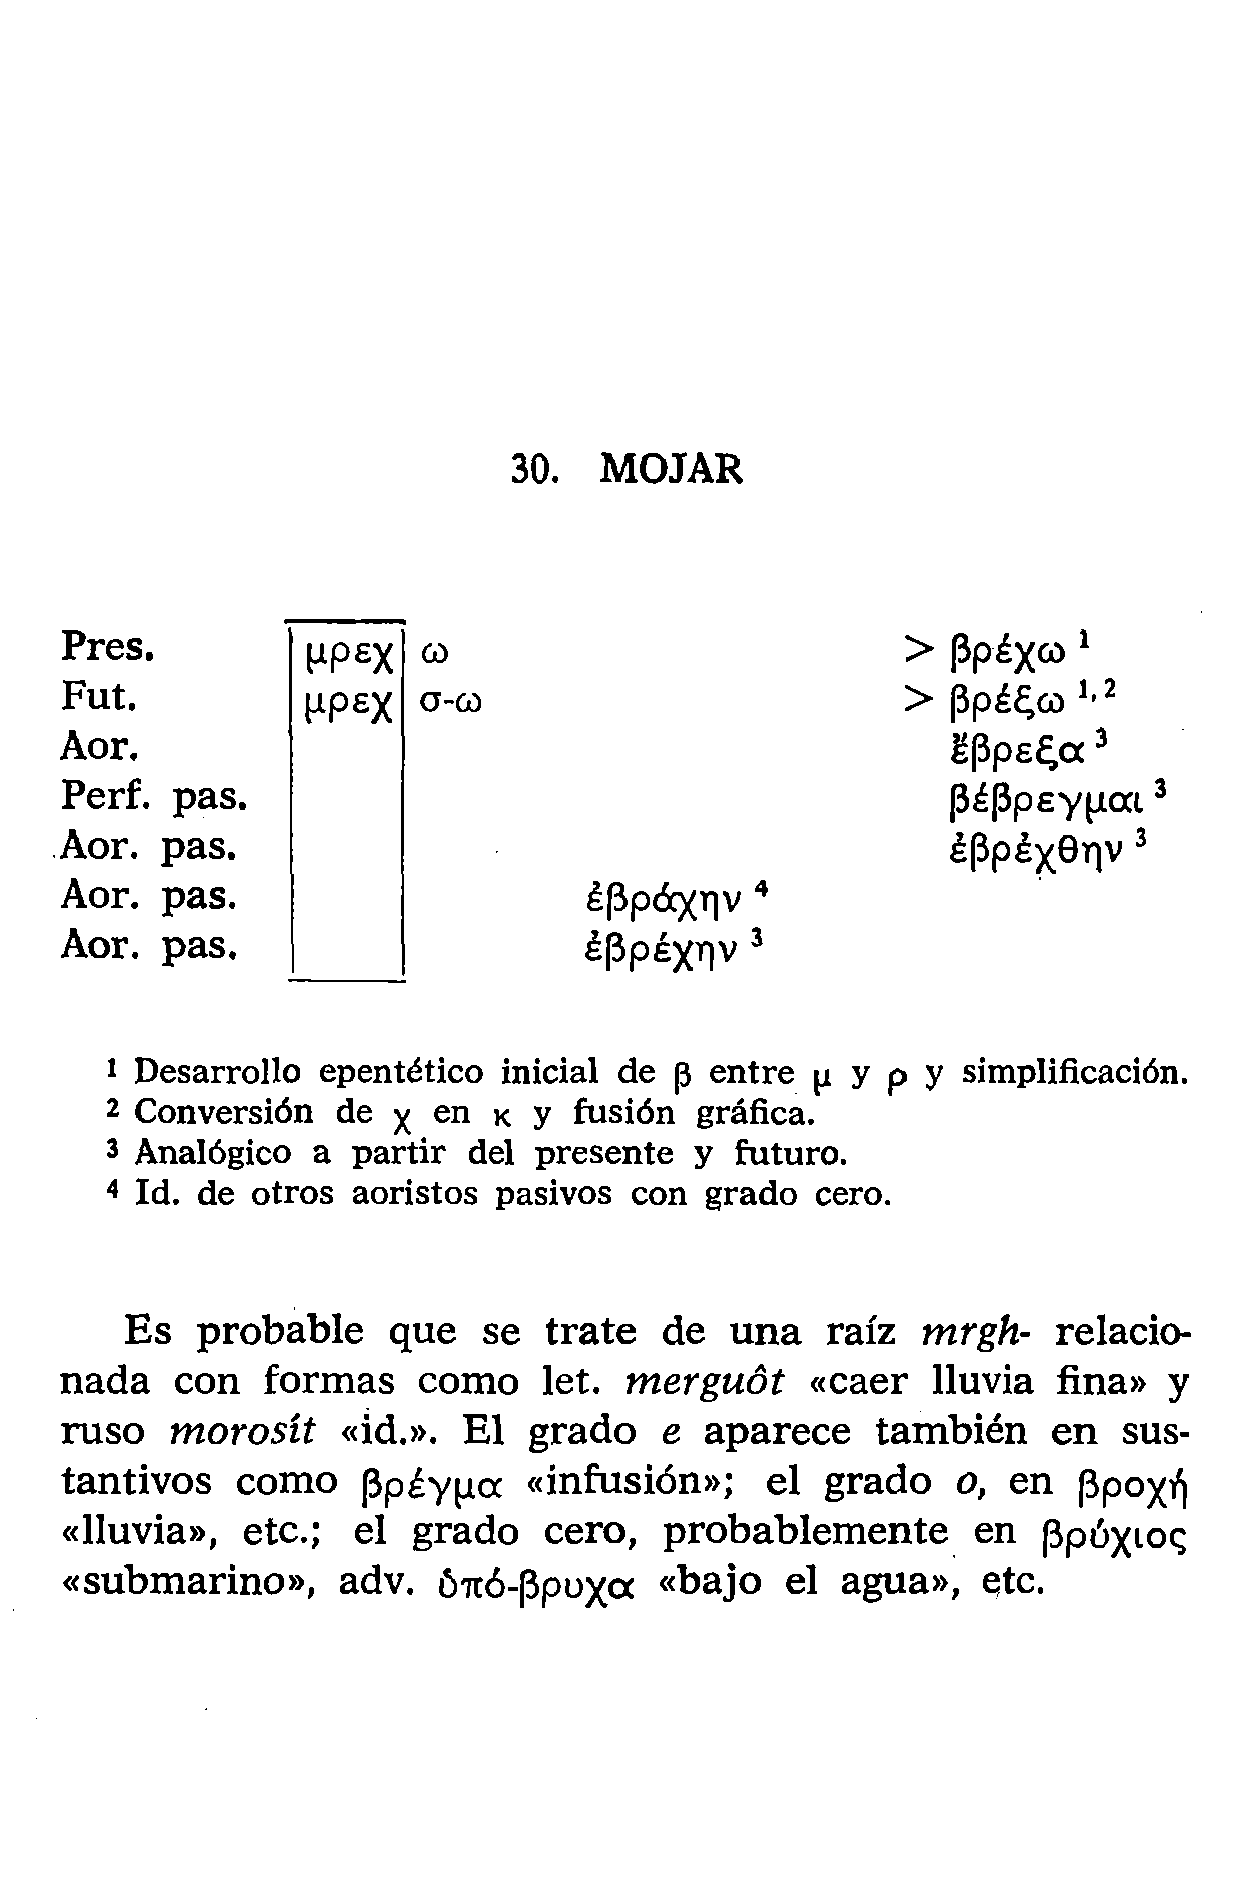 30. MOJAR
Pres. μρεχ ω > βρέχω 1
Fut. μρεχ σ-ω > βρέξω 1, 2
Aor. ἔβρεξα 3
Perf. pas. βέβρεγμαι 3
Aor. pas. ἐβρέχθην 3
Aor. pas. ἐβράχην 4
Aor. pas. ἐβρέχην 3
1 Desarrollo epentético inicial de β entre μ y ρ y simplificación.
2 Conversión de χ en κ y fusión gráfica.
3 Analógico a partir del presente y futuro.
4 Id. de otros aoristos pasivos con grado cero.
Es probable que se trate de una raíz mrgh- relacio-
nada con formas como let. merguôt «caer lluvia fina» y
ruso morosít «id.». El grado e aparece también en sus-
tantivos como βρέγμα «infusión»; el grado o, en βροχή
«lluvia», etc.; el grado cero, probablemente en βρύχιος
«submarino», adv. ὑπό-βρυχα «bajo el agua», etc.